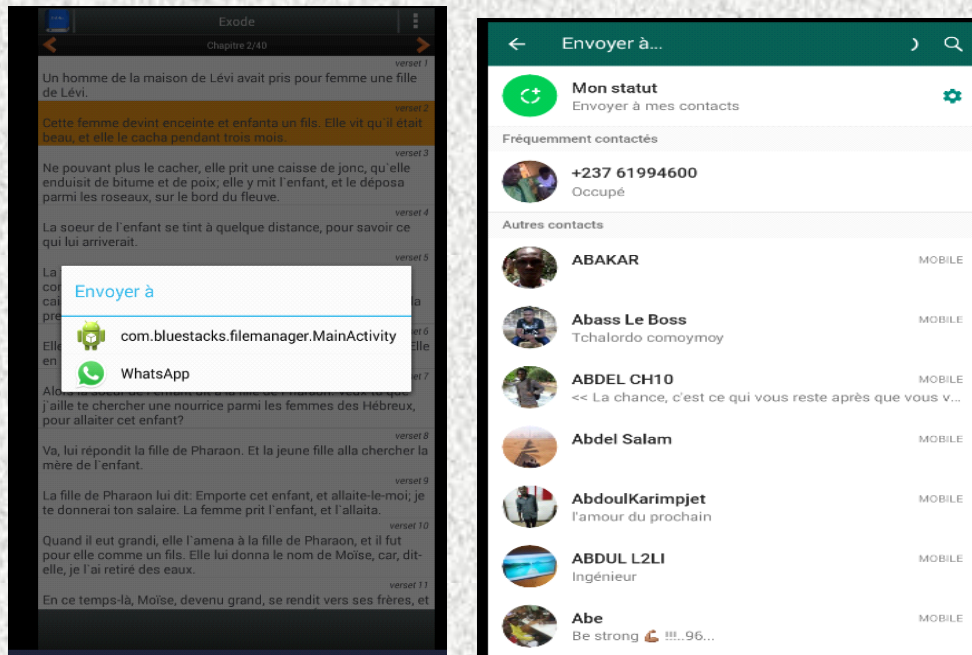 Exode
Chapitre 2/40
verset 1
Un homme de la maison de Lévi avait pris pour femme une fille
de Lévi.
verset 2
Cette femme devint enceinte et enfanta un fils. Elle vit qu`il était
beau, et elle le cacha pendant trois mois.
verset 3
Ne pouvant plus le cacher, elle prit une caisse de jonc, qu`elle
enduisit de bitume et de poix; elle y mit l`enfant, et le déposa
parmi les roseaux, sur le bord du fleuve.
verset 4
La soeur de l`enfant se tint à quelque distance, pour savoir ce
qui lui arriverait.
verset 5
La
la
Envoyer à
com.bluestacks.filemanager.MainActivity
WhatsApp
verset 6
Elle Elle
en
verset 7
j`aille te chercher une nourrice parmi les femmes des Hébreux,
pour allaiter cet enfant?
verset 8
Va, lui répondit la fille de Pharaon. Et la jeune fille alla chercher la
mère de l`enfant.
verset 9
La fille de Pharaon lui dit: Emporte cet enfant, et allaite-le-moi; je
te donnerai ton salaire. La femme prit l`enfant, et l`allaita.
verset 10
Quand il eut grandi, elle l`amena à la fille de Pharaon, et il fut
pour elle comme un fils. Elle lui donna le nom de Moïse, car, dit-
elle, je l`ai retiré des eaux.
verset 11
En ce temps-là, Moïse, devenu grand, se rendit vers ses frères, et
Envoyer à...
Mon statut
Envoyer à mes contacts
Fréquemment contactés
+237 61994600
Occupé
Autres contacts
ABAKAR MOBILE
Abass Le Boss MOBILE
Tchalordo comoymoy
ABDEL CH10 MOBILE
<< La chance, c'est ce qui vous reste après que vous v...
Abdel Salam MOBILE
AbdoulKarimpjet MOBILE
l'amour du prochain
ABDUL L2LI MOBILE
Ingénieur
Abe MOBILE
Be strong 💪🏾 !!!..96...